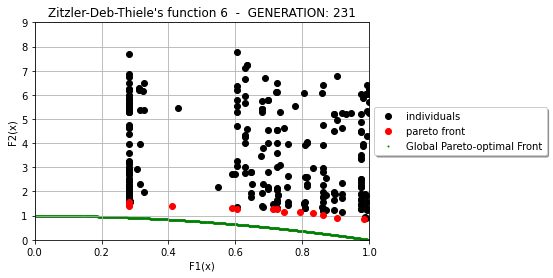 Zitzler-Deb-Thiele's function 6 - GENERATION: 231
9
8
7
6
5
4
3
2
1
0
F2(x)
0.0 0.2 0.4 0.6 0.8 1.0
F1(x)
individuals
pareto front
Global Pareto-optimal Front